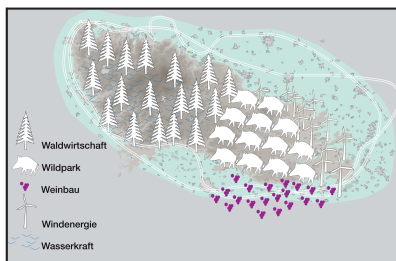 Waldwirtschaft
Wildpark
Weinbau
Windenergie
Wasserkraft